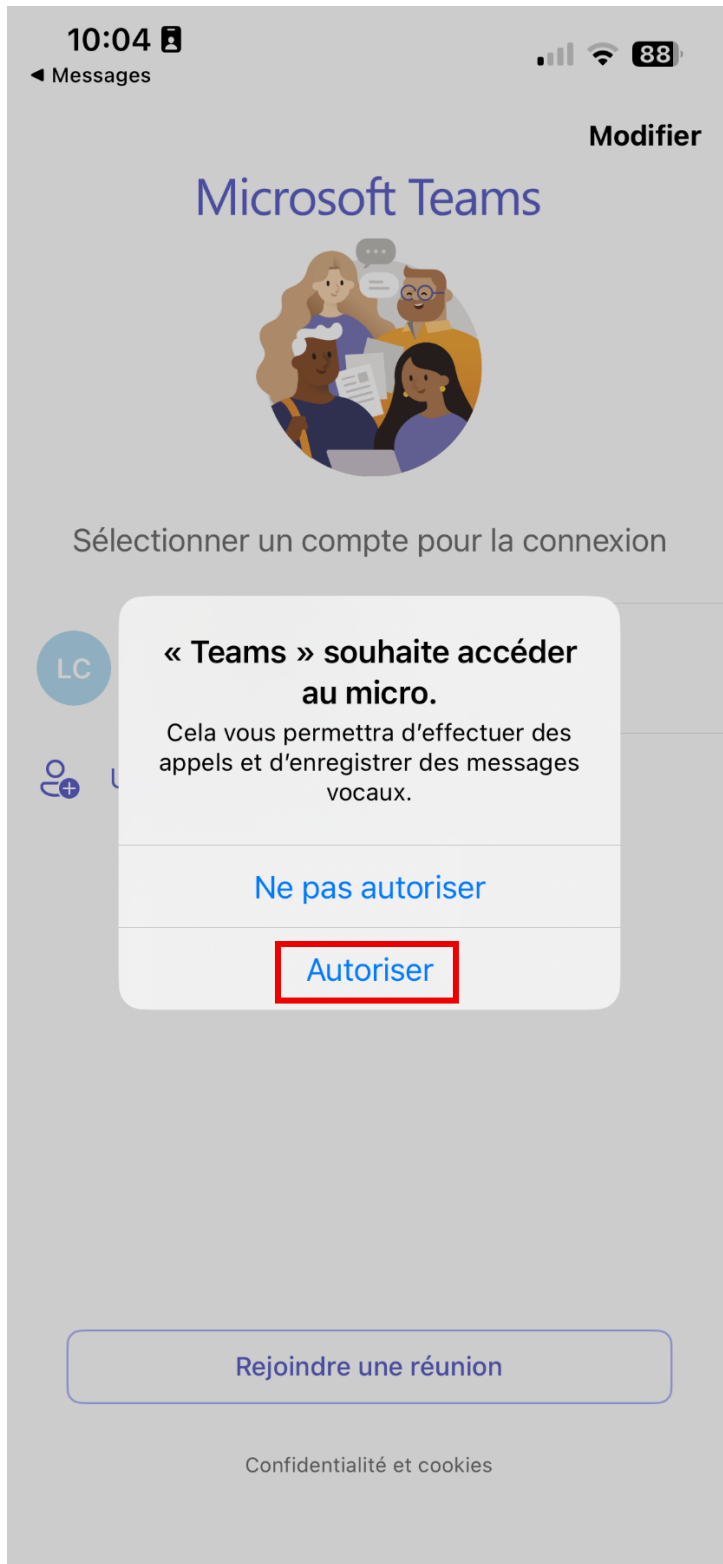 10:04
88
◀ Messages
Modifier
Microsoft Teams
Sélectionner un compte pour la connexion
LC
« Teams » souhaite accéder
au micro.
Cela vous permettra d’effectuer des
appels et d’enregistrer des messages
vocaux.
Ne pas autoriser
Autoriser
Rejoindre une réunion
Confidentialité et cookies